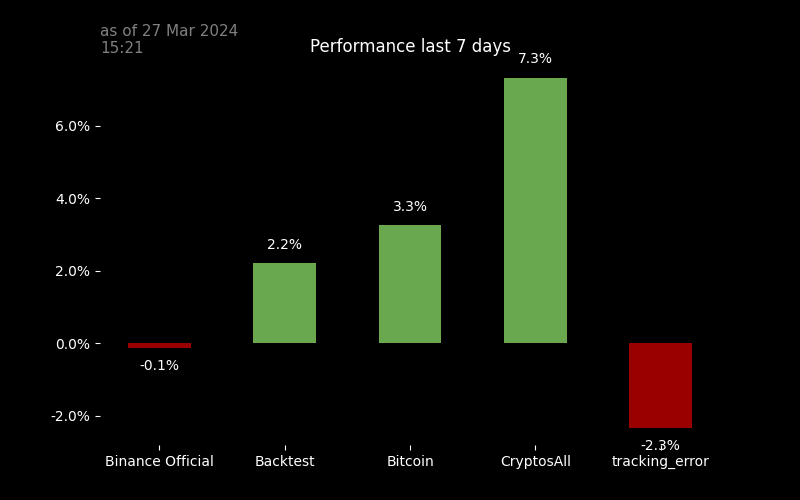 as of 27 Mar 2024
15:21
Performance last 7 days
7.3%
6.0%
4.0%
3.3%
2.2%
2.0%
0.0%
-0.1%
-2.0%
-2.3%
Binance Official
Backtest
Bitcoin
CryptosAll
tracking_error